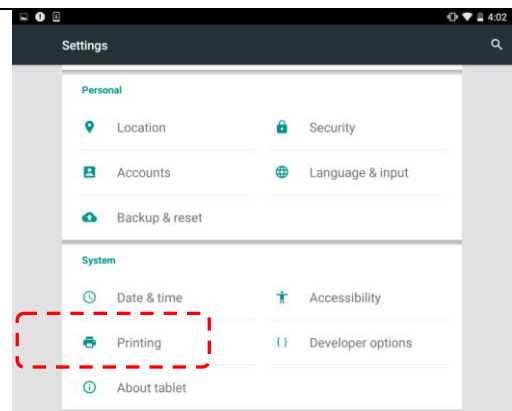 4:02
Settings
Personal
Location
Security
Accounts
Language & input
Backup & reset
System
Date & time
Accessibility
Printing
{ } Developer options
About tablet